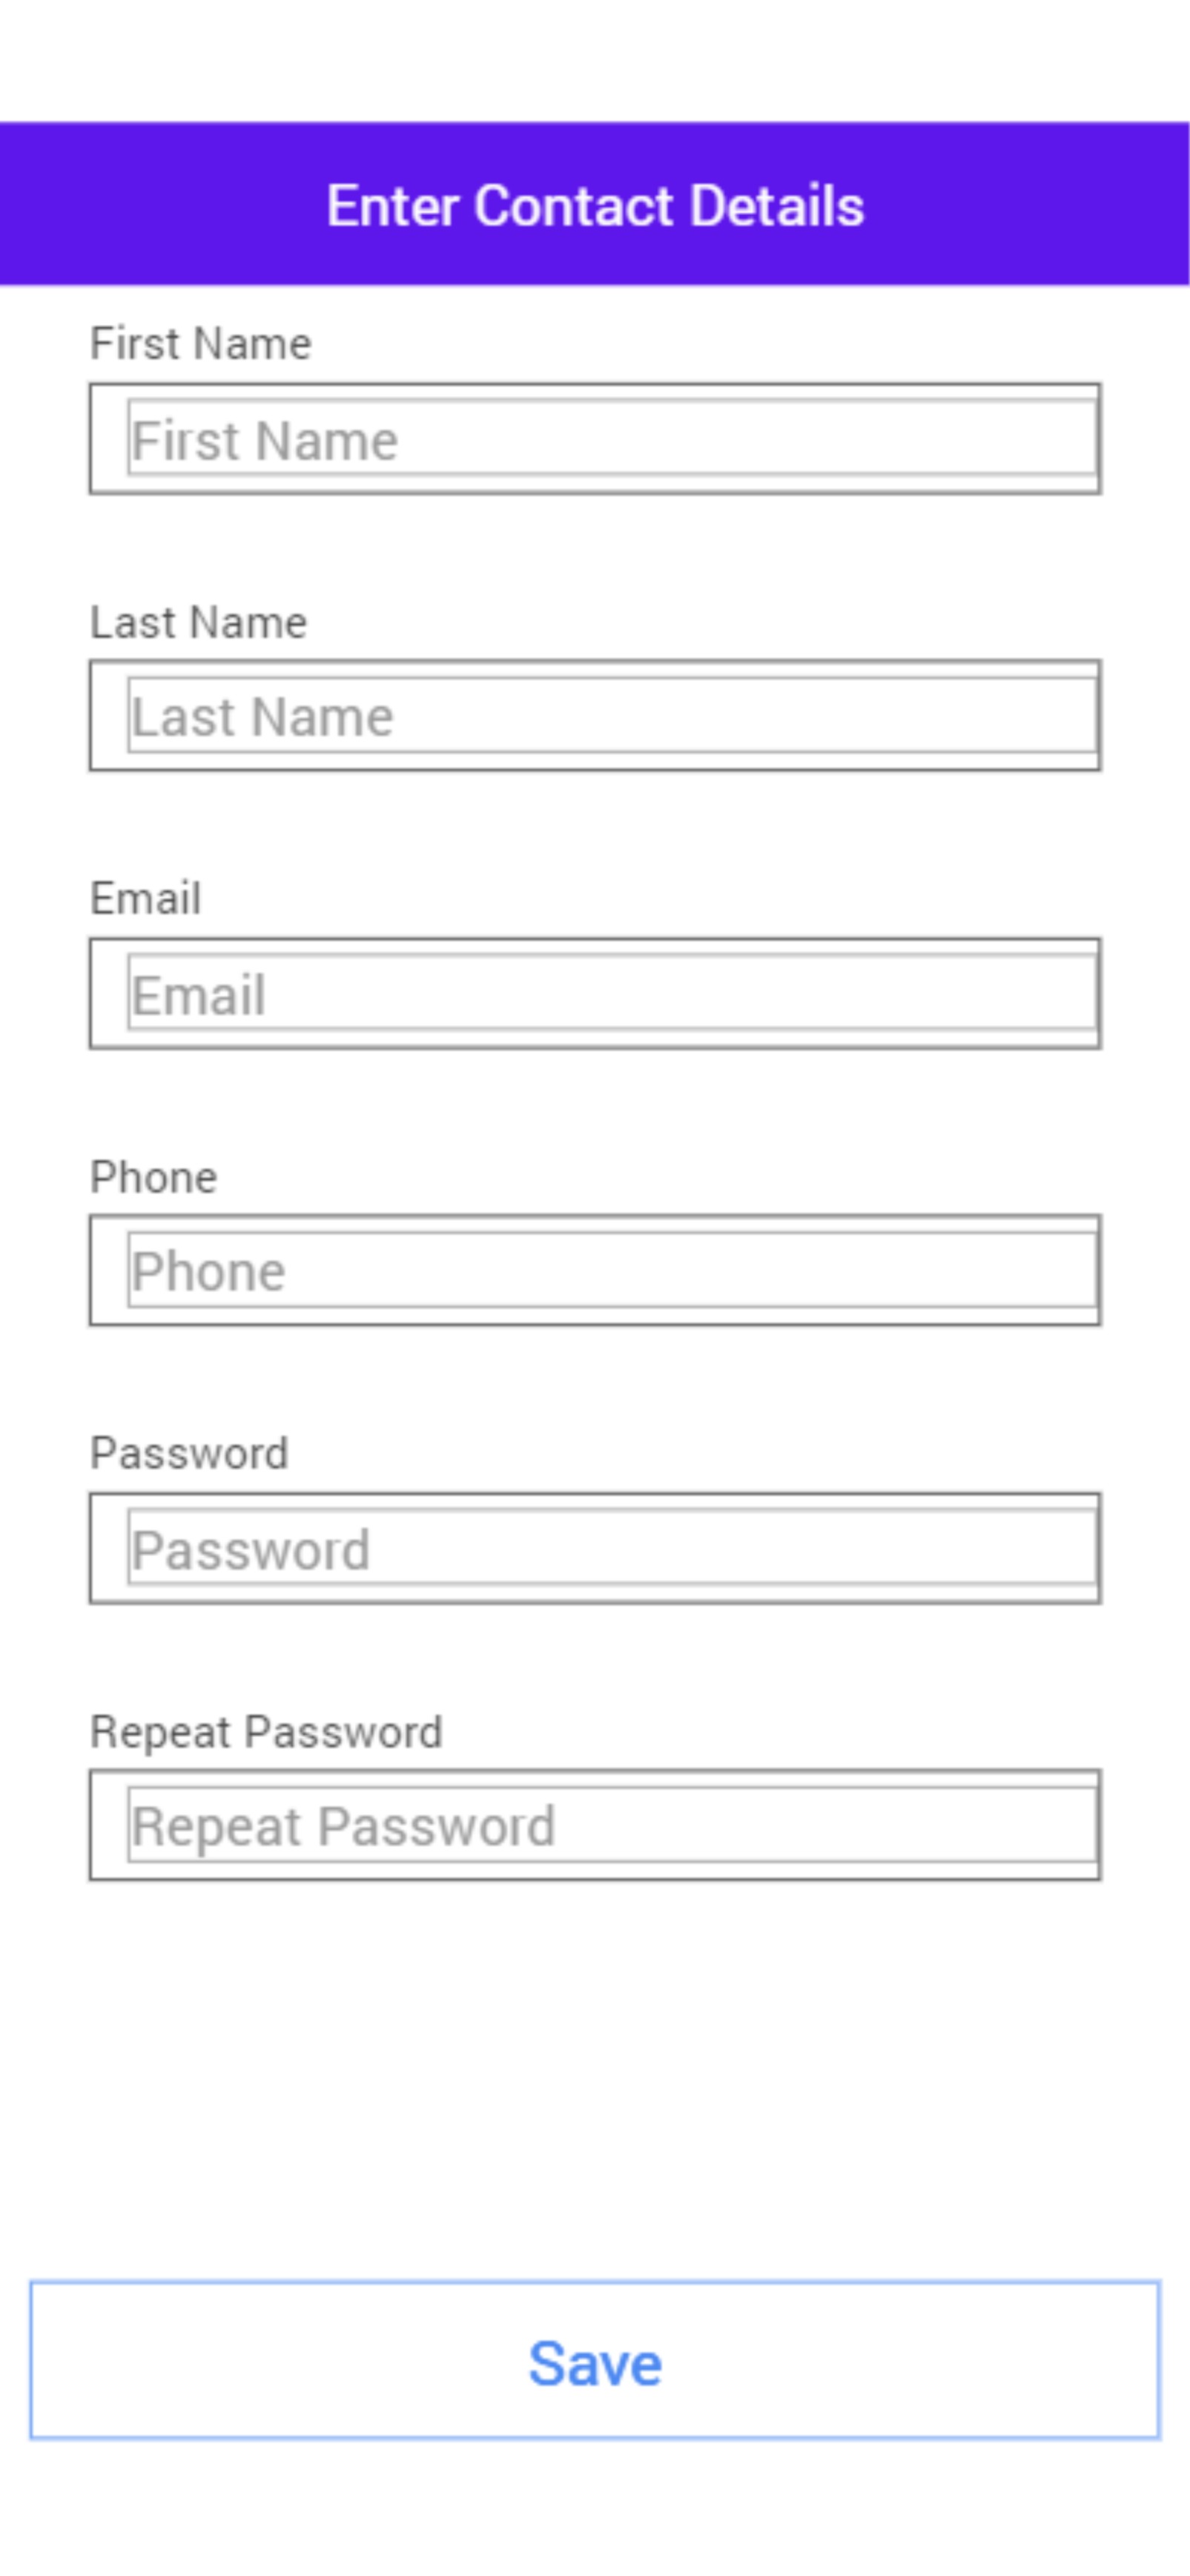 Enter Contact Details
First Name
First Name
Last Name
Last Name
Email
Email
Phone
Phone
Password
Password
Repeat Password
Repeat Password
Save